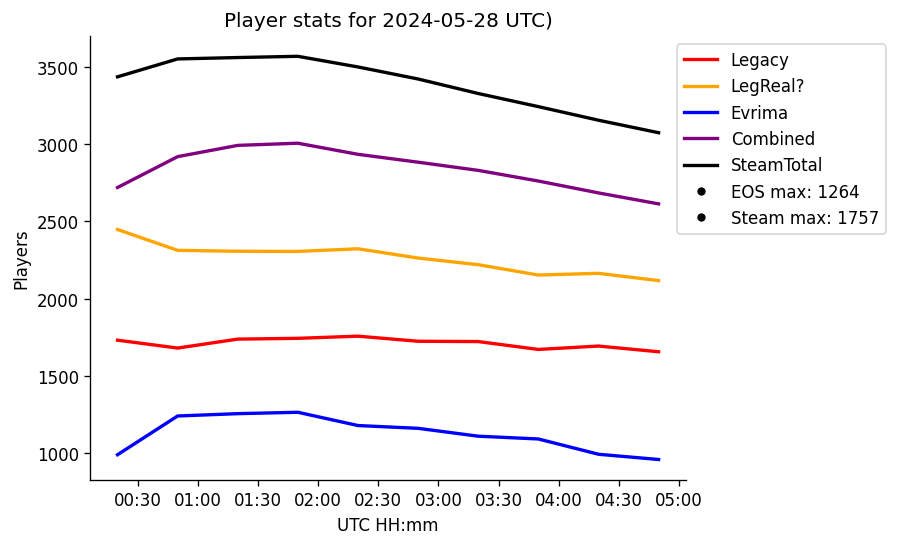 Player stats for 2024-05-28 UTC)
Legacy
LegReal?
Evrima
Combined
SteamTotal
EOS max: 1264
Steam max: 1757
Players
3500
3000
2500
2000
1500
1000
00:30 01:00 01:30 02:00 02:30 03:00 03:30 04:00 04:30 05:00
UTC HH:mm